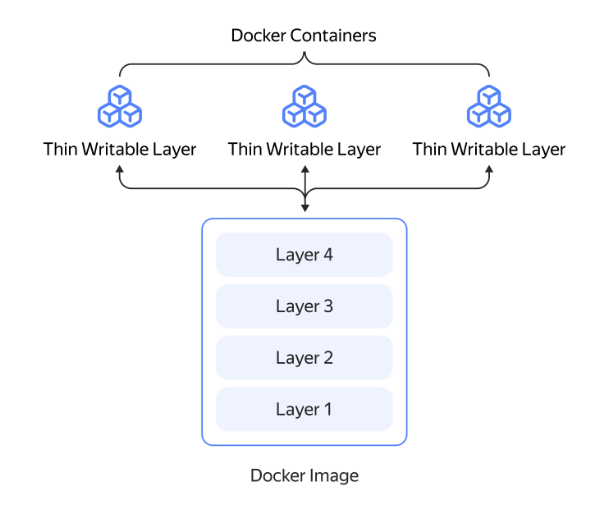 Docker Containers
Thin Writable Layer
Thin Writable Layer
Thin Writable Layer
Layer 4
Layer 3
Layer 2
Layer 1
Docker Image